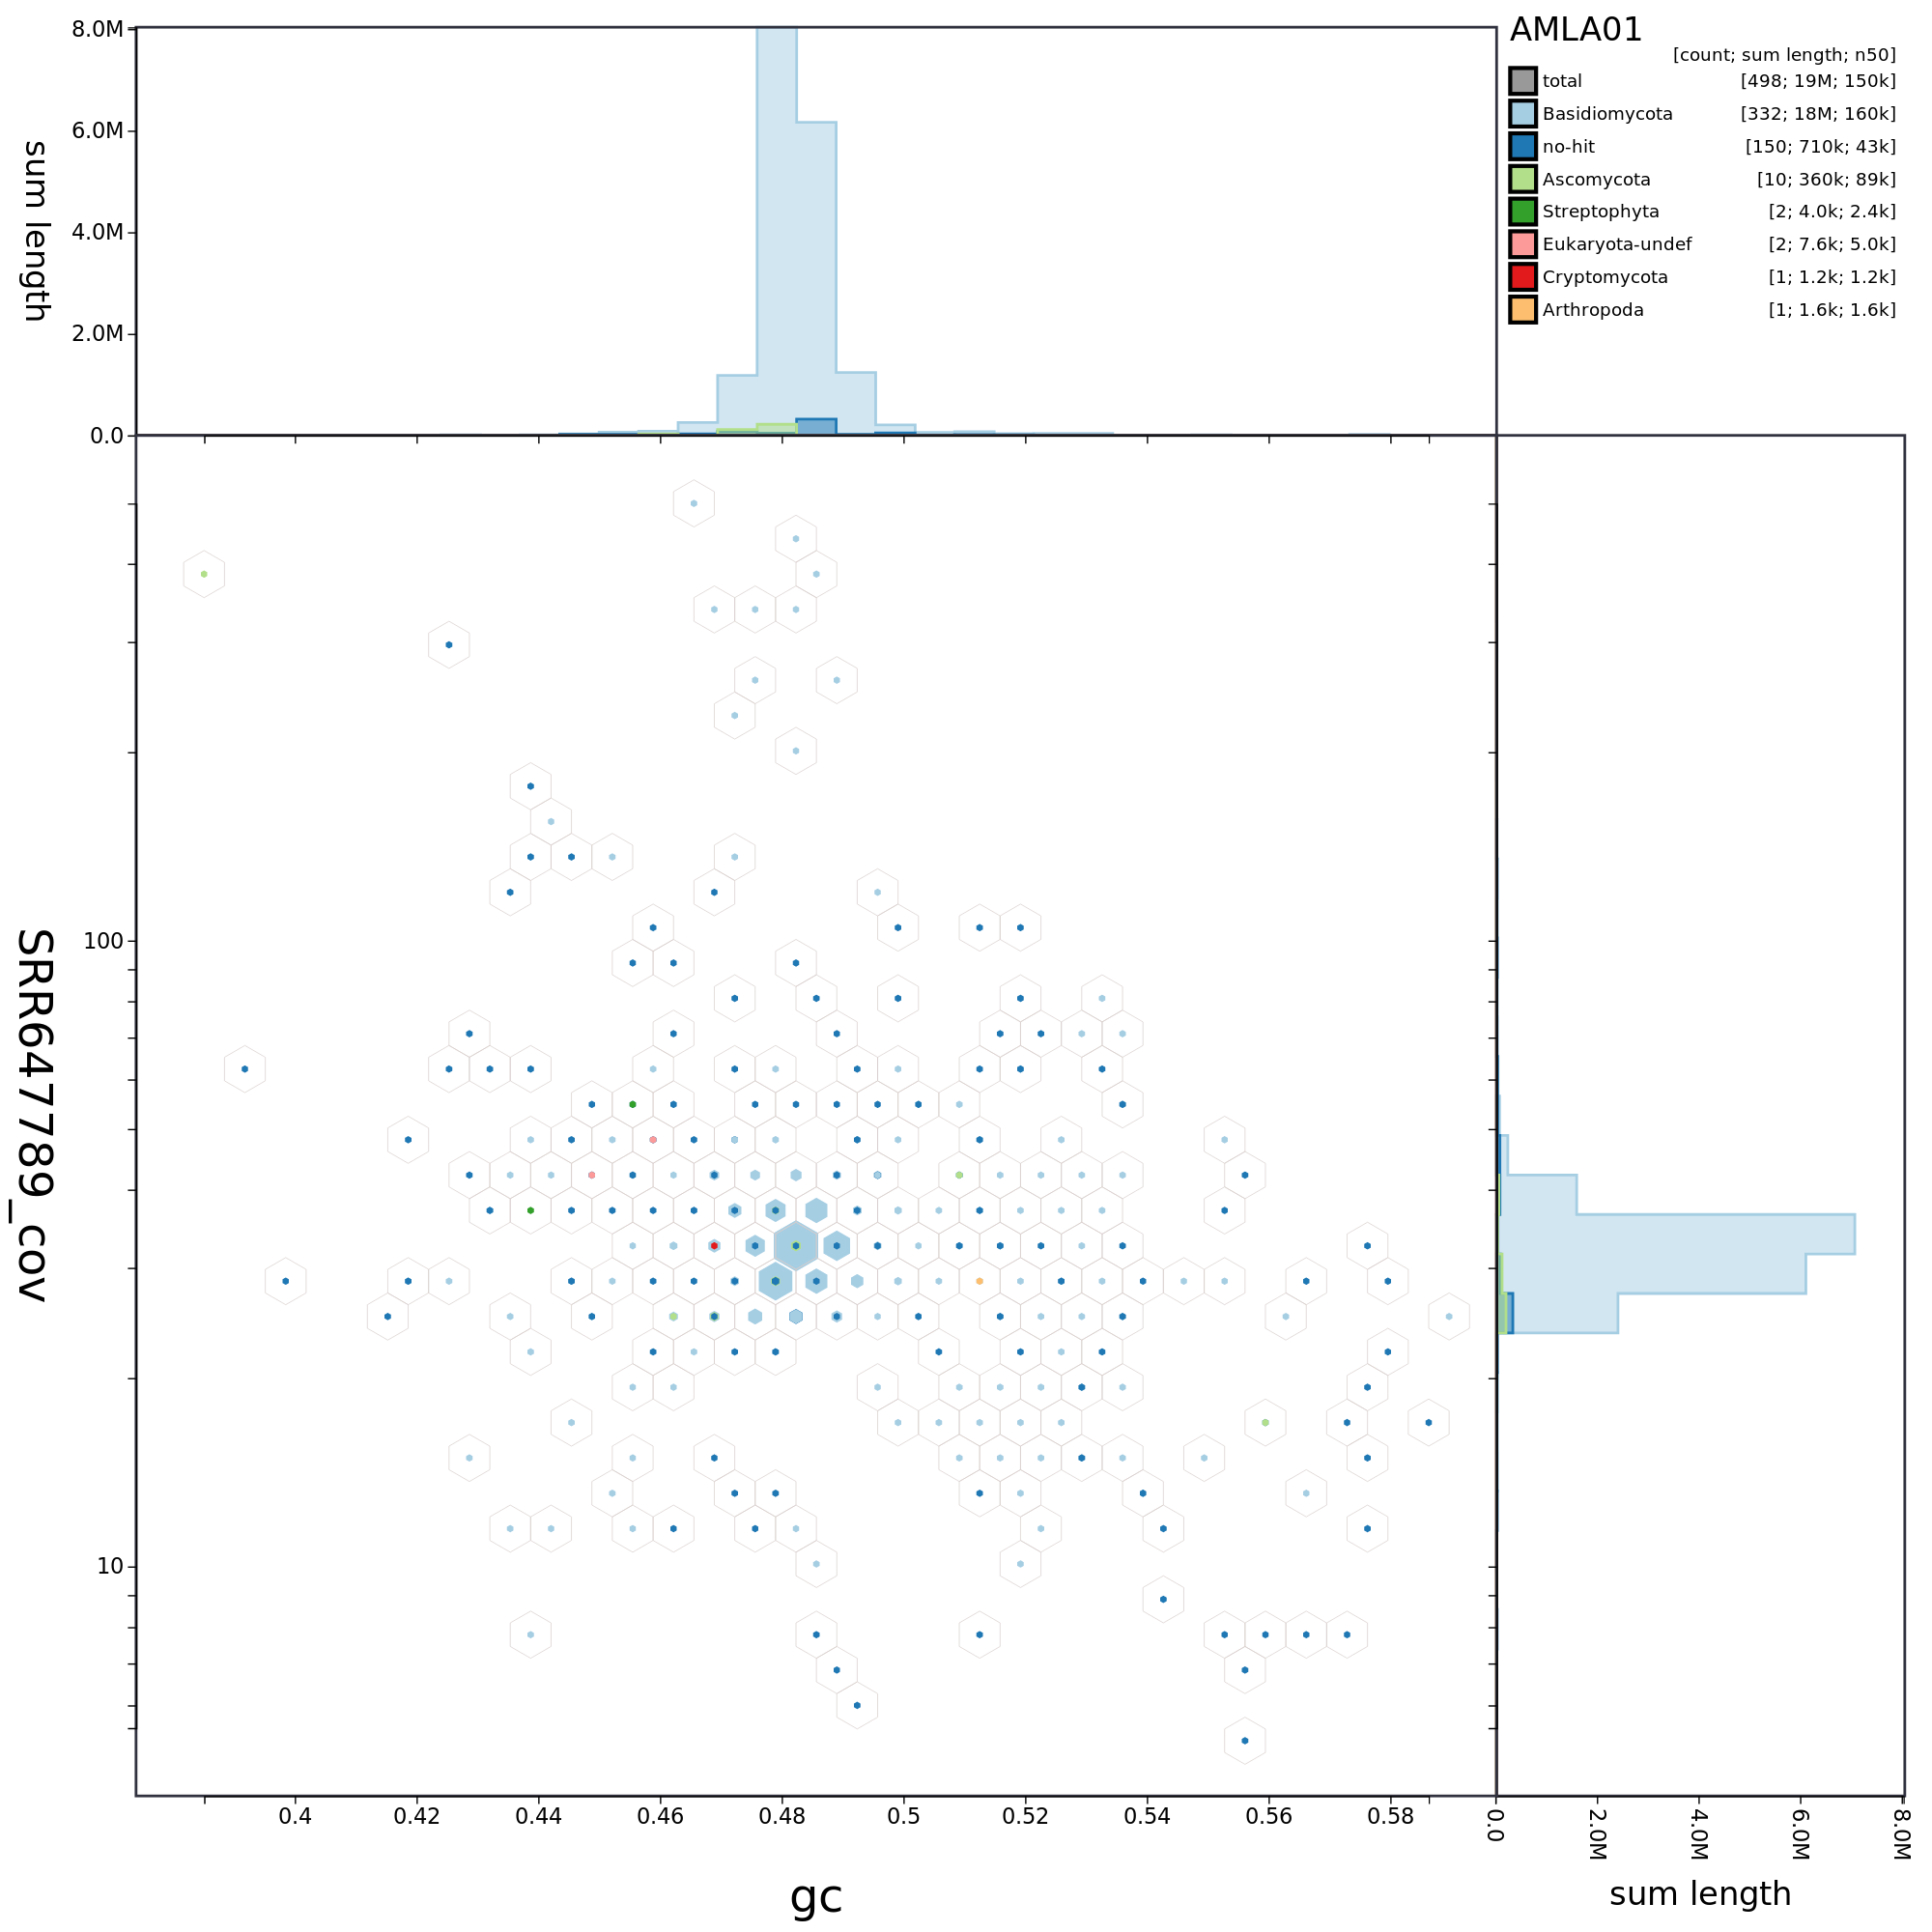 AMLA01
[count; sum length; n50]
total [498; 19M; 150k]
Basidiomycota [332; 18M; 160k]
no-hit [150; 710k; 43k]
Ascomycota [10; 360k; 89k]
Streptophyta [2; 4.0k; 2.4k]
Eukaryota-undef [2; 7.6k; 5.0k]
Cryptomycota [1; 1.2k; 1.2k]
Arthropoda [1; 1.6k; 1.6k]
8.0M
6.0M
4.0M
2.0M
0.0
sum length
100
10
SRR647789_cov
0.4 0.42 0.44 0.46 0.48 0.5 0.52 0.54 0.56 0.58
gc
0.0 2.0M 4.0M 6.0M 8.0M
sum length